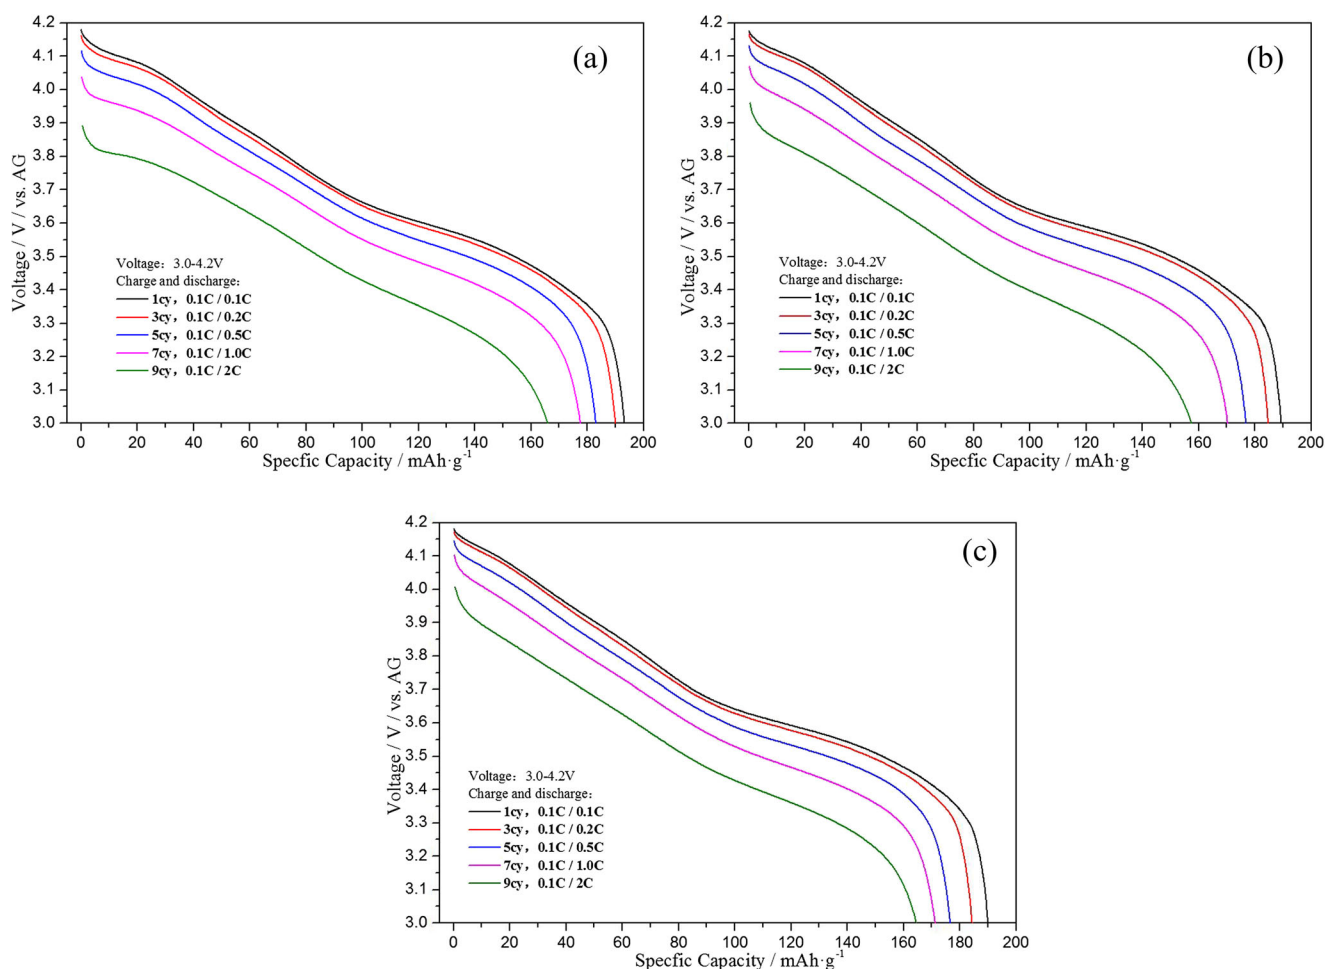 (a)
4.2
4.1
4.0
3.9
3.8
3.7
3.6
3.5
3.4
3.3
3.2
3.1
3.0
Voltage / V / vs. AG
Voltage：3.0-4.2V
Charge and discharge：
1cy，0.1C / 0.1C
3cy，0.1C / 0.2C
5cy，0.1C / 0.5C
7cy，0.1C / 1.0C
9cy，0.1C / 2C
0 20 40 60 80 100 120 140 160 180 200
Specfic Capacity / mAh·g⁻¹
(b)
4.2
4.1
4.0
3.9
3.8
3.7
3.6
3.5
3.4
3.3
3.2
3.1
3.0
Voltage / V / vs. AG
Voltage：3.0-4.2V
Charge and discharge：
1cy，0.1C / 0.1C
3cy，0.1C / 0.2C
5cy，0.1C / 0.5C
7cy，0.1C / 1.0C
9cy，0.1C / 2C
0 20 40 60 80 100 120 140 160 180 200
Specfic Capacity / mAh·g⁻¹
(c)
4.2
4.1
4.0
3.9
3.8
3.7
3.6
3.5
3.4
3.3
3.2
3.1
3.0
Voltage / V / vs. AG
Voltage：3.0-4.2V
Charge and discharge：
1cy，0.1C / 0.1C
3cy，0.1C / 0.2C
5cy，0.1C / 0.5C
7cy，0.1C / 1.0C
9cy，0.1C / 2C
0 20 40 60 80 100 120 140 160 180 200
Specfic Capacity / mAh·g⁻¹